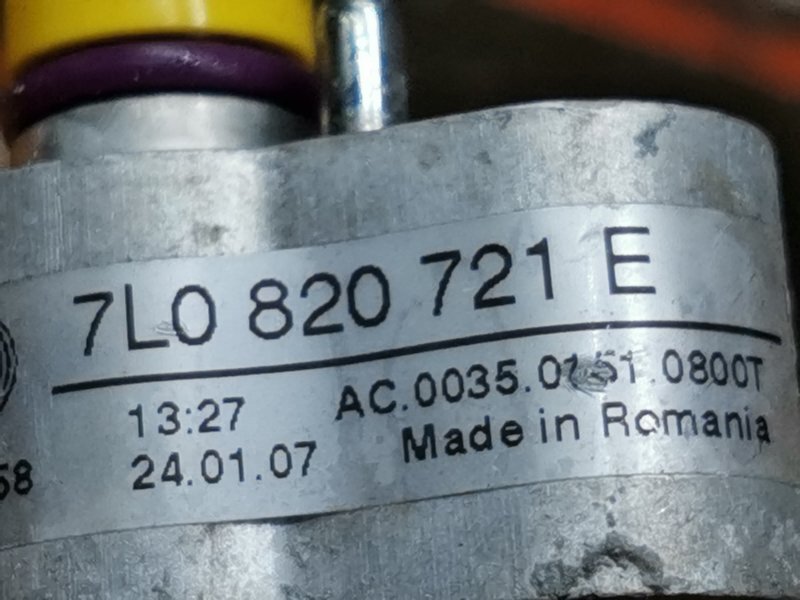 7L0 820 721 E
13:27 AC.0035.0151.0800T
58 24.01.07 Made in Romania